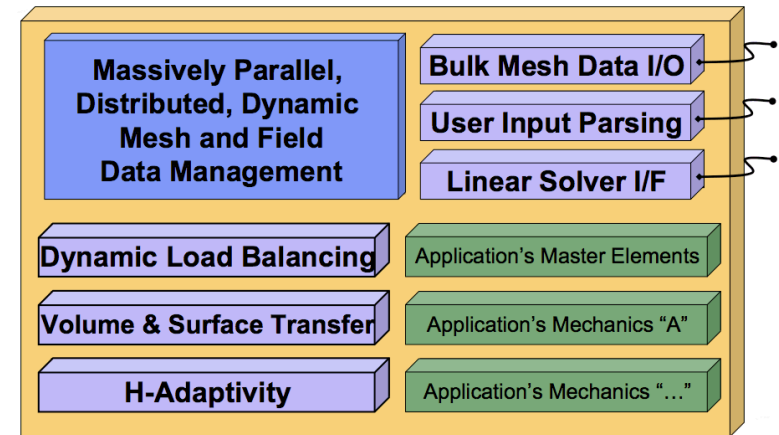 Massively Parallel,
Distributed, Dynamic
Mesh and Field
Data Management
Bulk Mesh Data I/O
User Input Parsing
Linear Solver I/F
Dynamic Load Balancing
Application’s Master Elements
Volume & Surface Transfer
Application’s Mechanics “A”
H-Adaptivity
Application’s Mechanics “…”